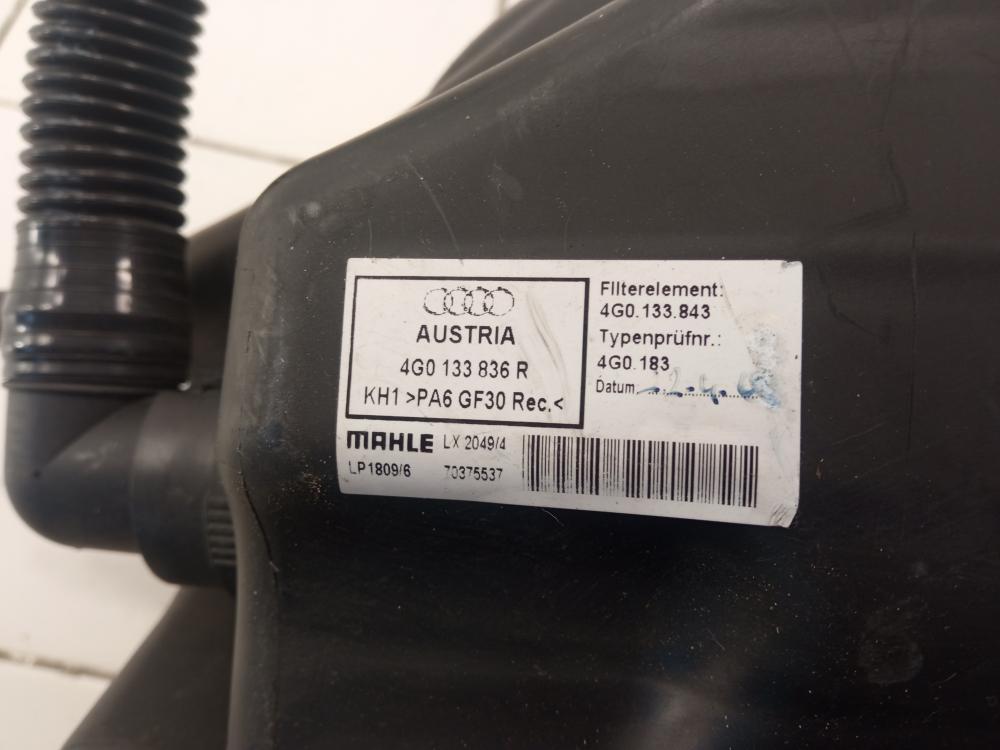 AUSTRIA
4G0 133 836 R
KH1 >PA6 GF30 Rec.<
Filterelement:
4G0.133.843
Typenprüfnr.:
4G0.183
Datum
MAHLE LX 2049/4
LP1809/6 70375537